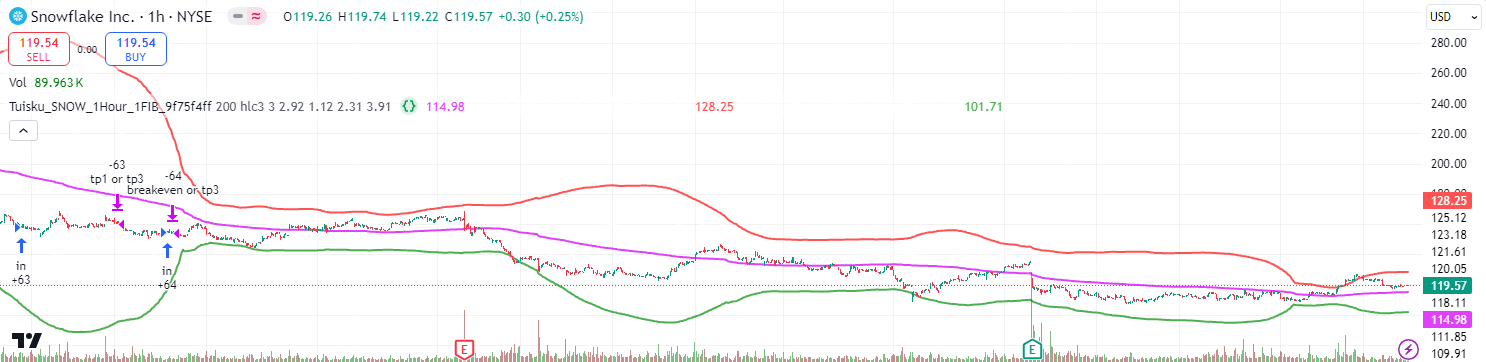 Snowflake Inc. · 1h · NYSE O119.26 H119.74 L119.22 C119.57 +0.30 (+0.25%)
USD
119.54
SELL
0.00
119.54
BUY
Vol 89.963 K
Tuisku_SNOW_1Hour_1FIB_9f75f4ff 200 hlc3 3 2.92 1.12 2.31 3.91 {} 114.98 128.25 101.71
-63
tp1 or tp3
-64
breakeven or tp3
in
+63
in
+64
E
E
280.00
260.00
240.00
220.00
200.00
180.00
128.25
125.12
123.18
121.61
120.05
119.57
118.11
114.98
111.85
109.91